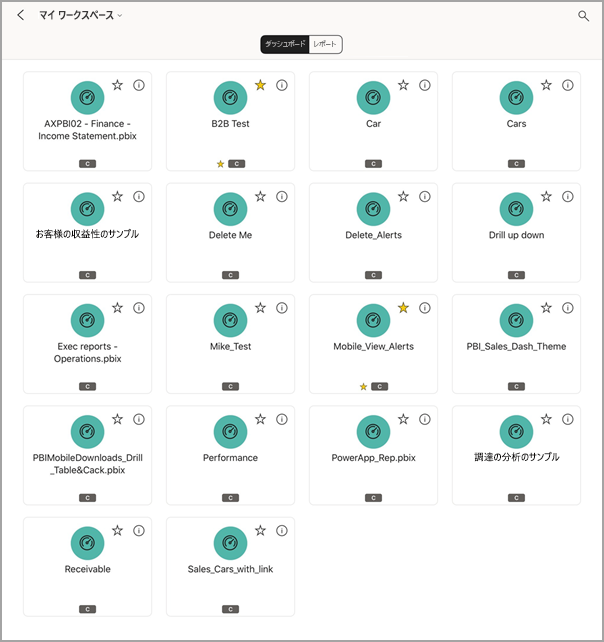 マイ ワークスペース
ダッシュボード レポート
AXPBI02 - Finance -
Income Statement.pbix
C
B2B Test
C
Car
C
Cars
C
お客様の収益性のサンプル
C
Delete Me
C
Delete_Alerts
C
Drill up down
C
Exec reports -
Operations.pbix
C
Mike_Test
C
Mobile_View_Alerts
C
PBI_Sales_Dash_Theme
C
PBIMobileDownloads_Drill
_Table&Cack.pbix
C
Performance
C
PowerApp_Rep.pbix
C
調達の分析のサンプル
C
Receivable
C
Sales_Cars_with_link
C